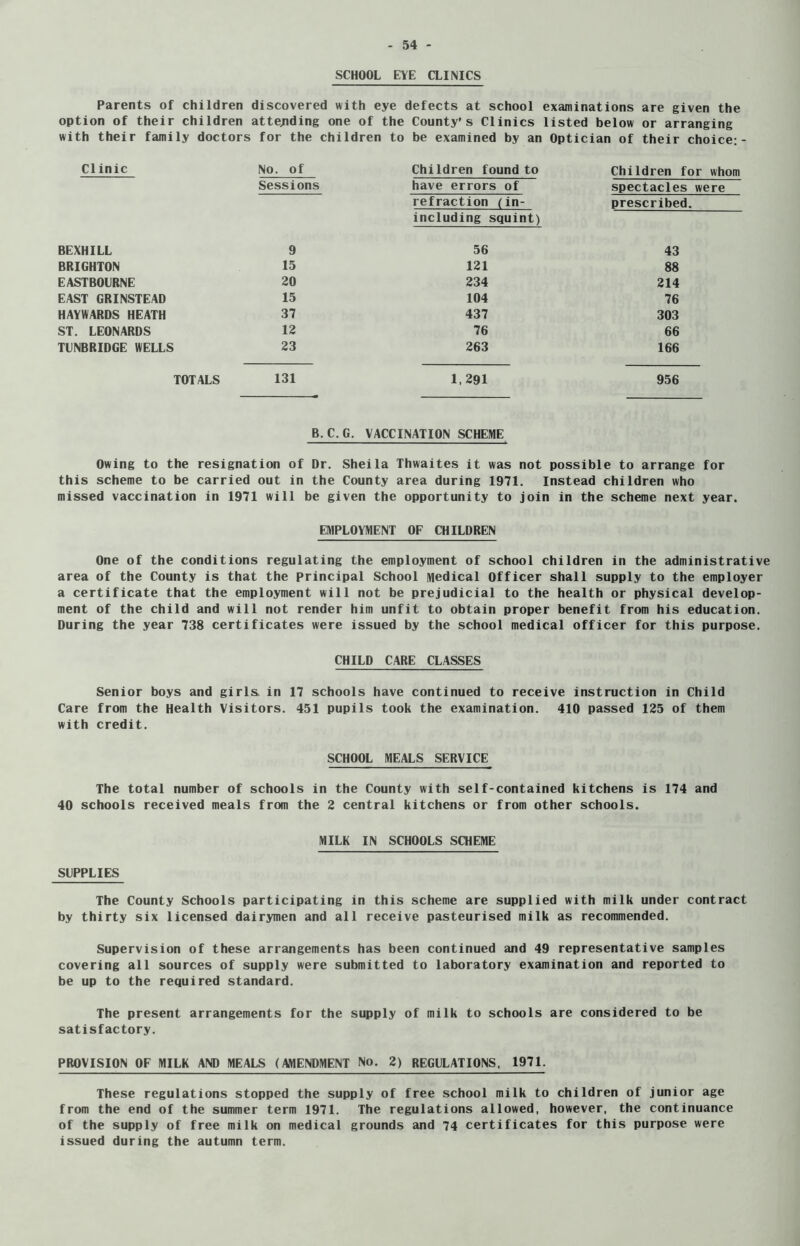 - 54 -
SCHOOL EYE CLINICS
Parents of children discovered with eye defects at school examinations are given the
option of their children attending one of the County's Clinics listed below or arranging
with their family doctors for the children to be examined by an Optician of their choice:-
Clinic No. of Sessions Children found to have errors of refraction (in- including squint) Children for whom spectacles were prescribed.
BEXHILL 9 56 43
BRIGHTON 15 121 88
EASTBOURNE 20 234 214
EAST GRINSTEAD 15 104 76
HAYWARDS HEATH 37 437 303
ST. LEONARDS 12 76 66
TUNBRIDGE WELLS 23 263 166
TOTALS 131 1,291 956
B.C.G. VACCINATION SCHEME
Owing to the resignation of Dr. Sheila Thwaites it was not possible to arrange for
this scheme to be carried out in the County area during 1971. Instead children who
missed vaccination in 1971 will be given the opportunity to join in the scheme next year.
EMPLOYMENT OF CHILDREN
One of the conditions regulating the employment of school children in the administrative
area of the County is that the Principal School Medical Officer shall supply to the employer
a certificate that the employment will not be prejudicial to the health or physical develop-
ment of the child and will not render him unfit to obtain proper benefit from his education.
During the year 738 certificates were issued by the school medical officer for this purpose.
CHILD CARE CLASSES
Senior boys and girls. in 17 schools have continued to receive instruction in Child
Care from the Health Visitors. 451 pupils took the examination. 410 passed 125 of them
with credit.
SCHOOL MEALS SERVICE
The total number of schools in the County with self-contained kitchens is 174 and
40 schools received meals from the 2 central kitchens or from other schools.
MILK IN SCHOOLS SCHEME
SUPPLIES
The County Schools participating in this scheme are supplied with milk under contract
by thirty six licensed dairymen and all receive pasteurised milk as recommended.
Supervision of these arrangements has been continued and 49 representative samples
covering all sources of supply were submitted to laboratory examination and reported to
be up to the required standard.
The present arrangements for the supply of milk to schools are considered to be
satisfactory.
PROVISION OF MILK AND MEALS (AMENDMENT No. 2) REGULATIONS, 1971.
These regulations stopped the supply of free school milk to children of junior age
from the end of the summer term 1971. The regulations allowed, however, the continuance
of the supply of free milk on medical grounds and 74 certificates for this purpose were
issued during the autumn term.